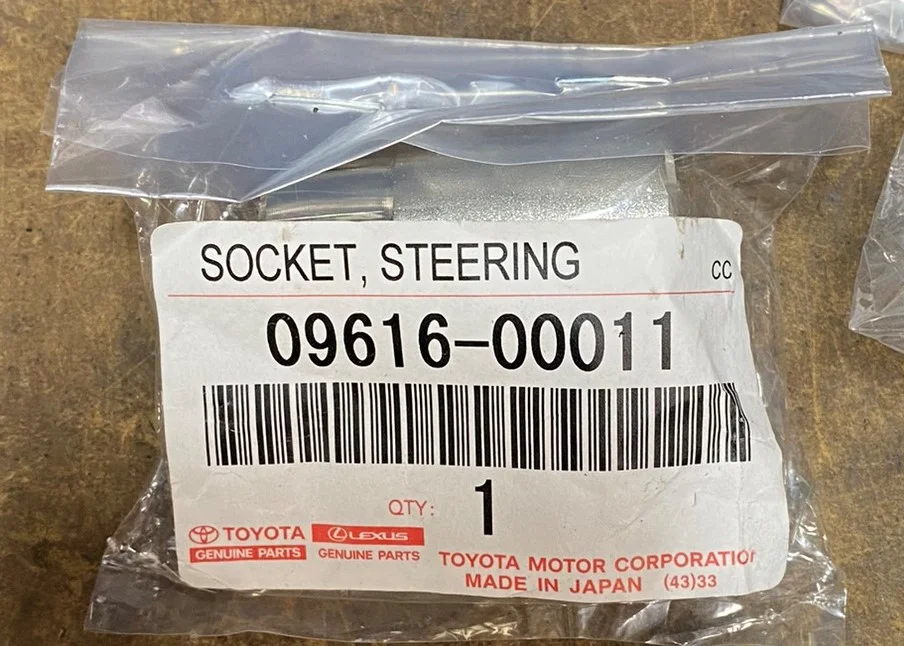 SOCKET, STEERING CC
09616-00011
QTY: 1
TOYOTA LEXUS
GENUINE PARTS GENUINE PARTS
TOYOTA MOTOR CORPORATION
MADE IN JAPAN (43)33